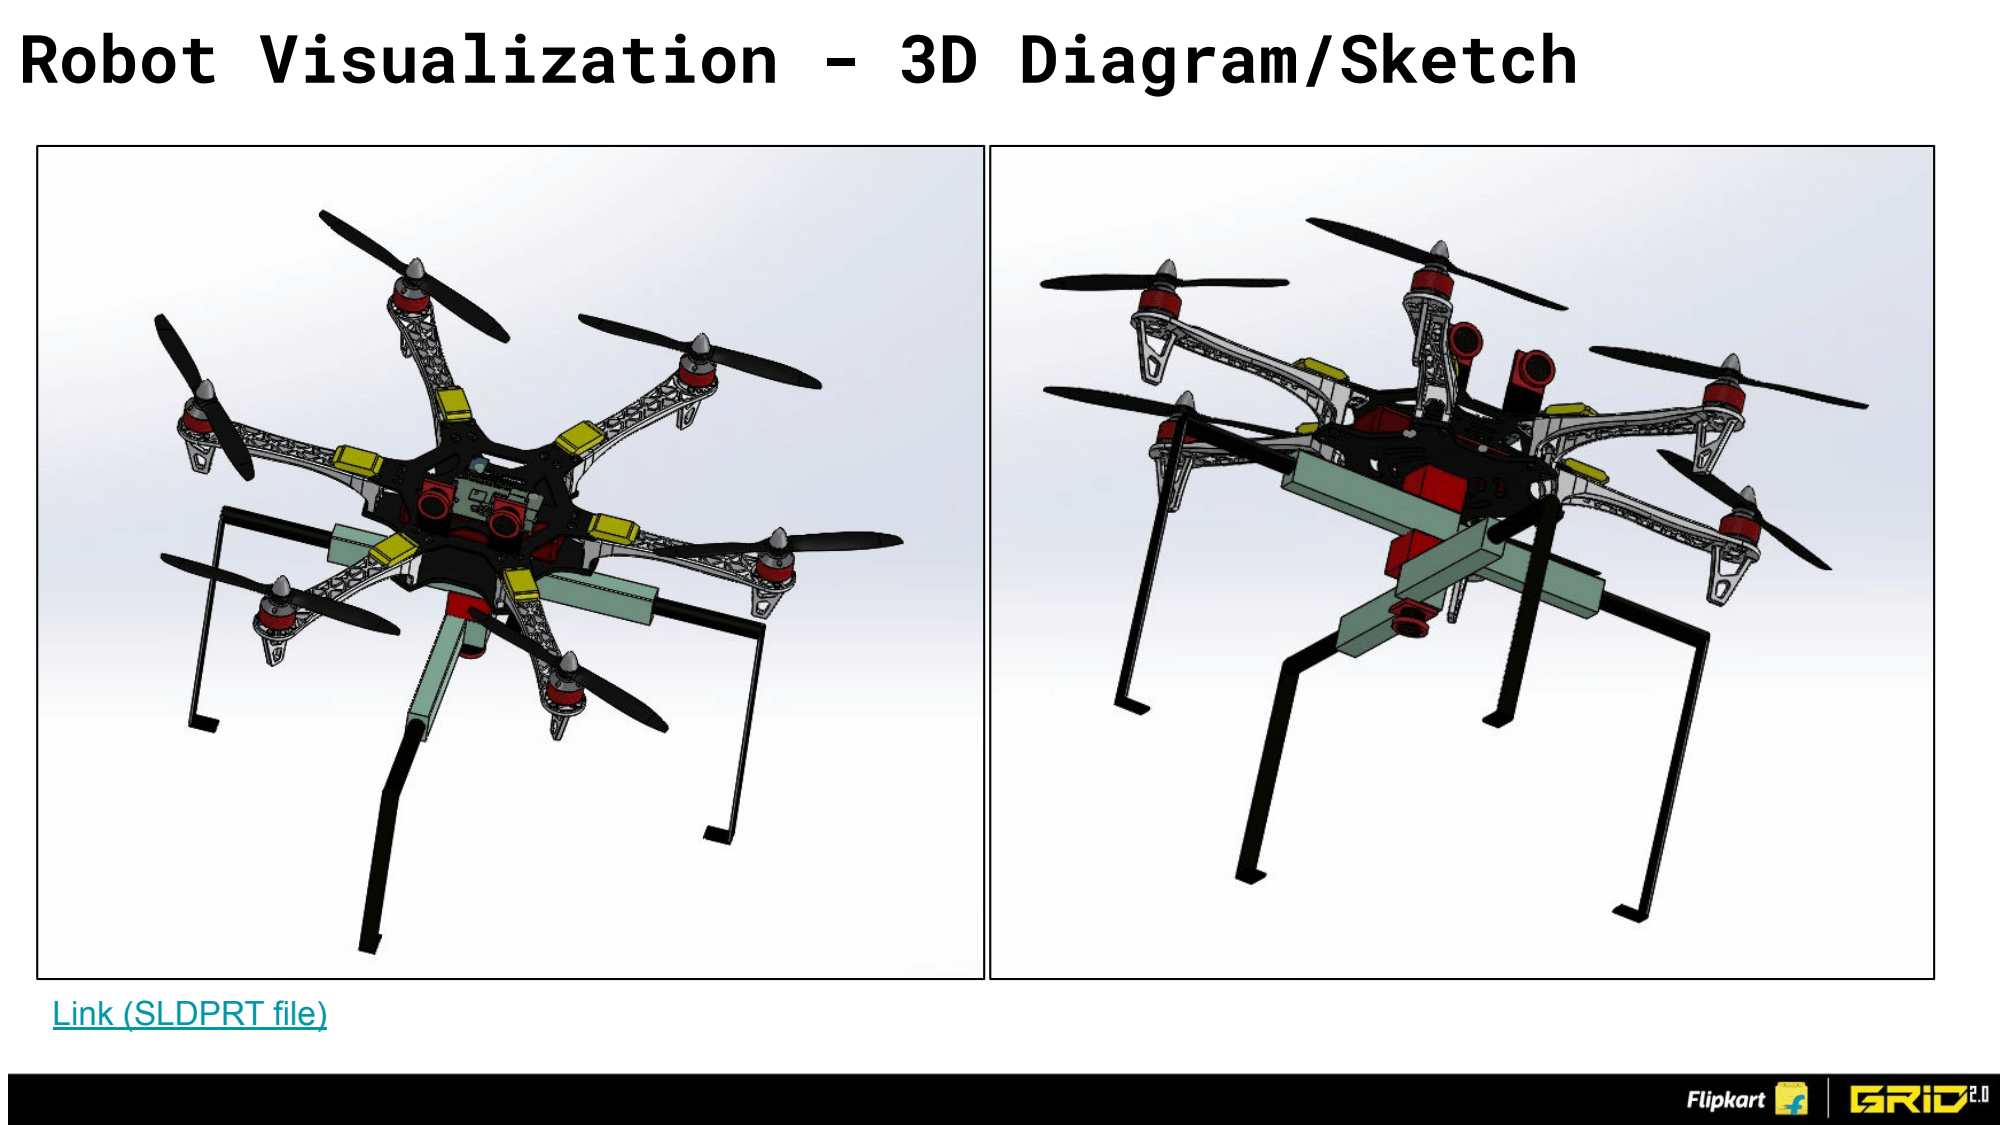 Robot Visualization - 3D Diagram/Sketch
Link (SLDPRT file)
Flipkart
GRiD 2.0